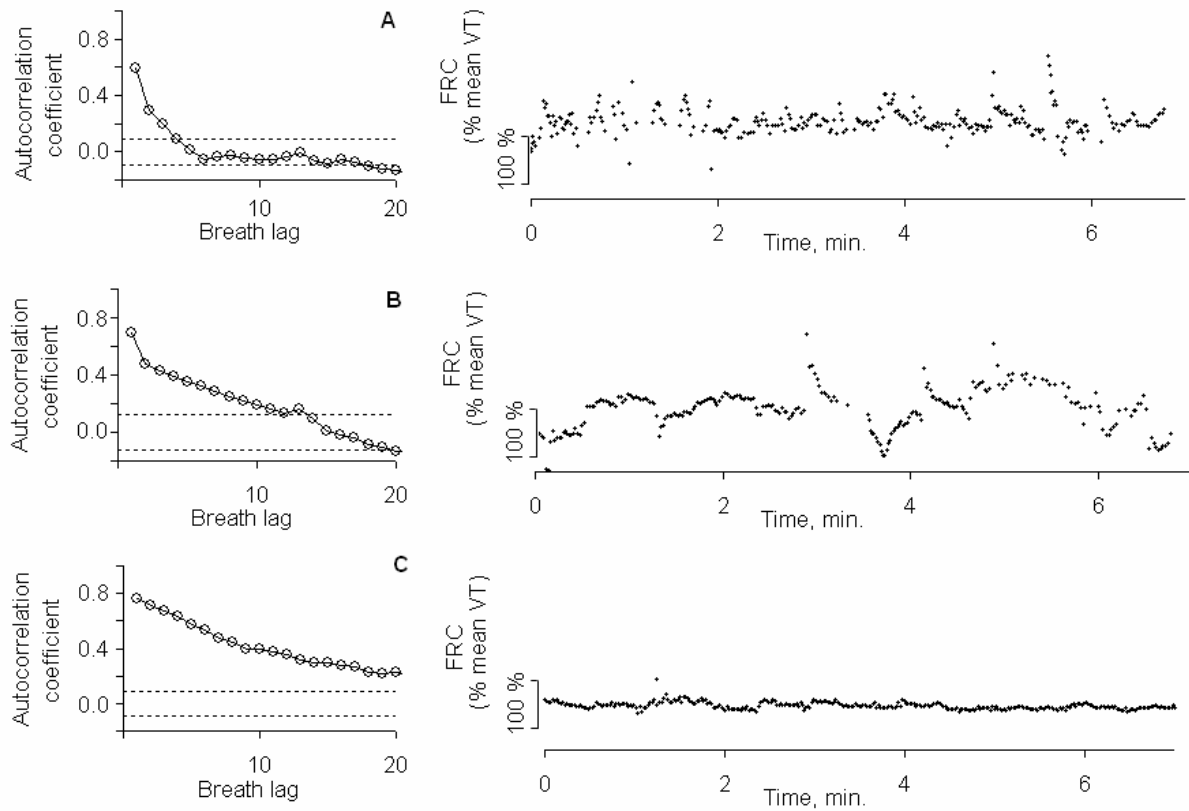 A
0.8
0.4
0.0
Autocorrelation
coefficient
10
20
Breath lag
FRC
(% mean VT)
100 %
0
2
4
6
Time, min.
B
0.8
0.4
0.0
Autocorrelation
coefficient
10
20
Breath lag
FRC
(% mean VT)
100 %
0
2
4
6
Time, min.
C
0.8
0.4
0.0
Autocorrelation
coefficient
10
20
Breath lag
FRC
(% mean VT)
100 %
0
2
4
6
Time, min.